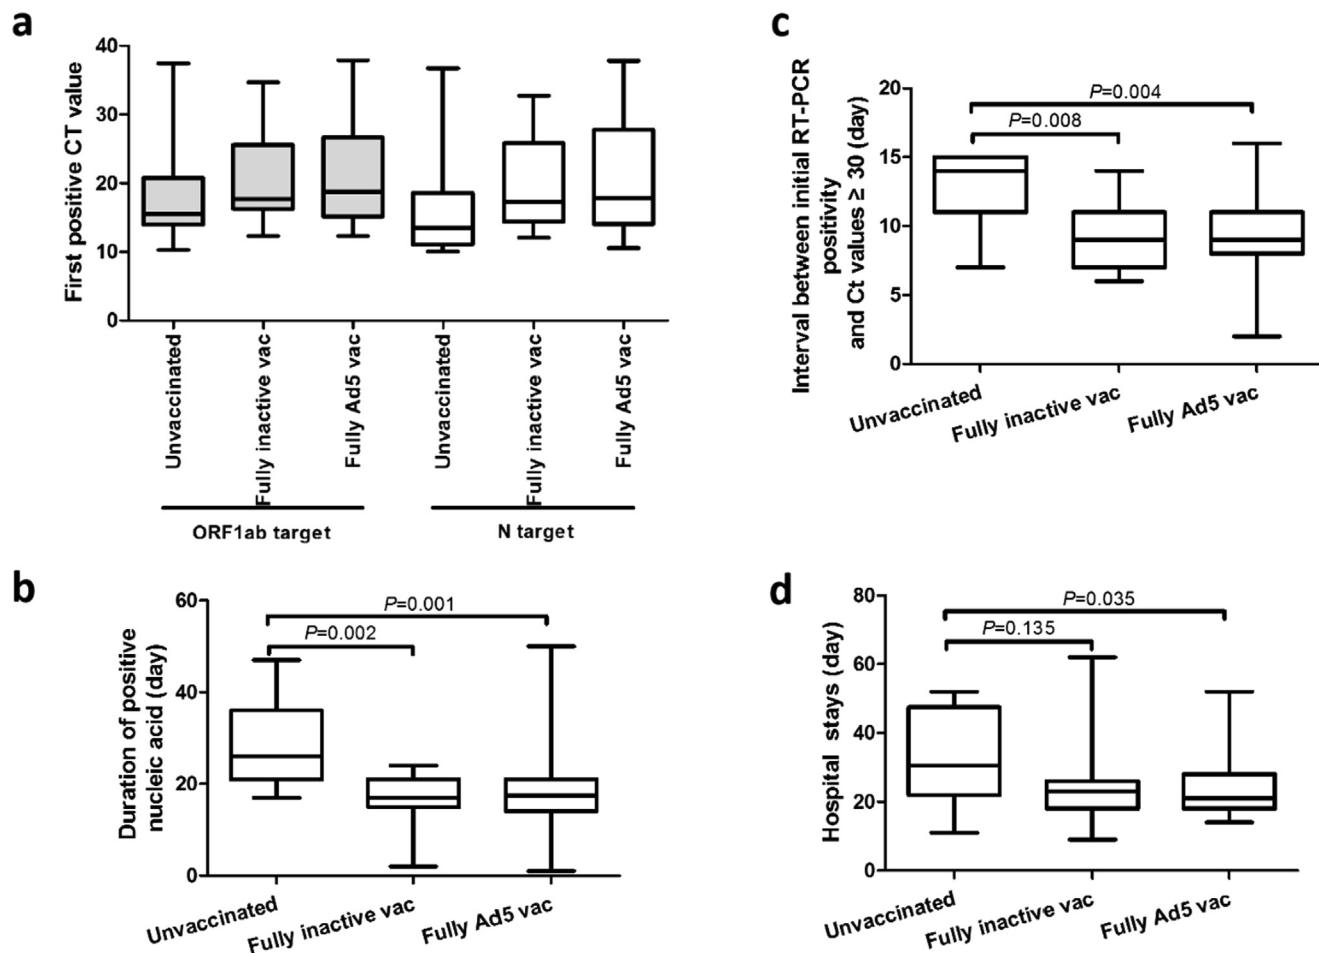 a
First positive CT value
40
30
20
10
0
Unvaccinated
Fully inactive vac
Fully Ad5 vac
Unvaccinated
Fully inactive vac
Fully Ad5 vac
ORF1ab target
N target
b
Duration of positive
nucleic acid (day)
60
40
20
0
P=0.001
P=0.002
Unvaccinated
Fully inactive vac
Fully Ad5 vac
c
Interval between initial RT-PCR
positivity
and Ct values ≥ 30 (day)
20
15
10
5
0
P=0.004
P=0.008
Unvaccinated
Fully inactive vac
Fully Ad5 vac
d
Hospital stays (day)
80
60
40
20
0
P=0.035
P=0.135
Unvaccinated
Fully inactive vac
Fully Ad5 vac